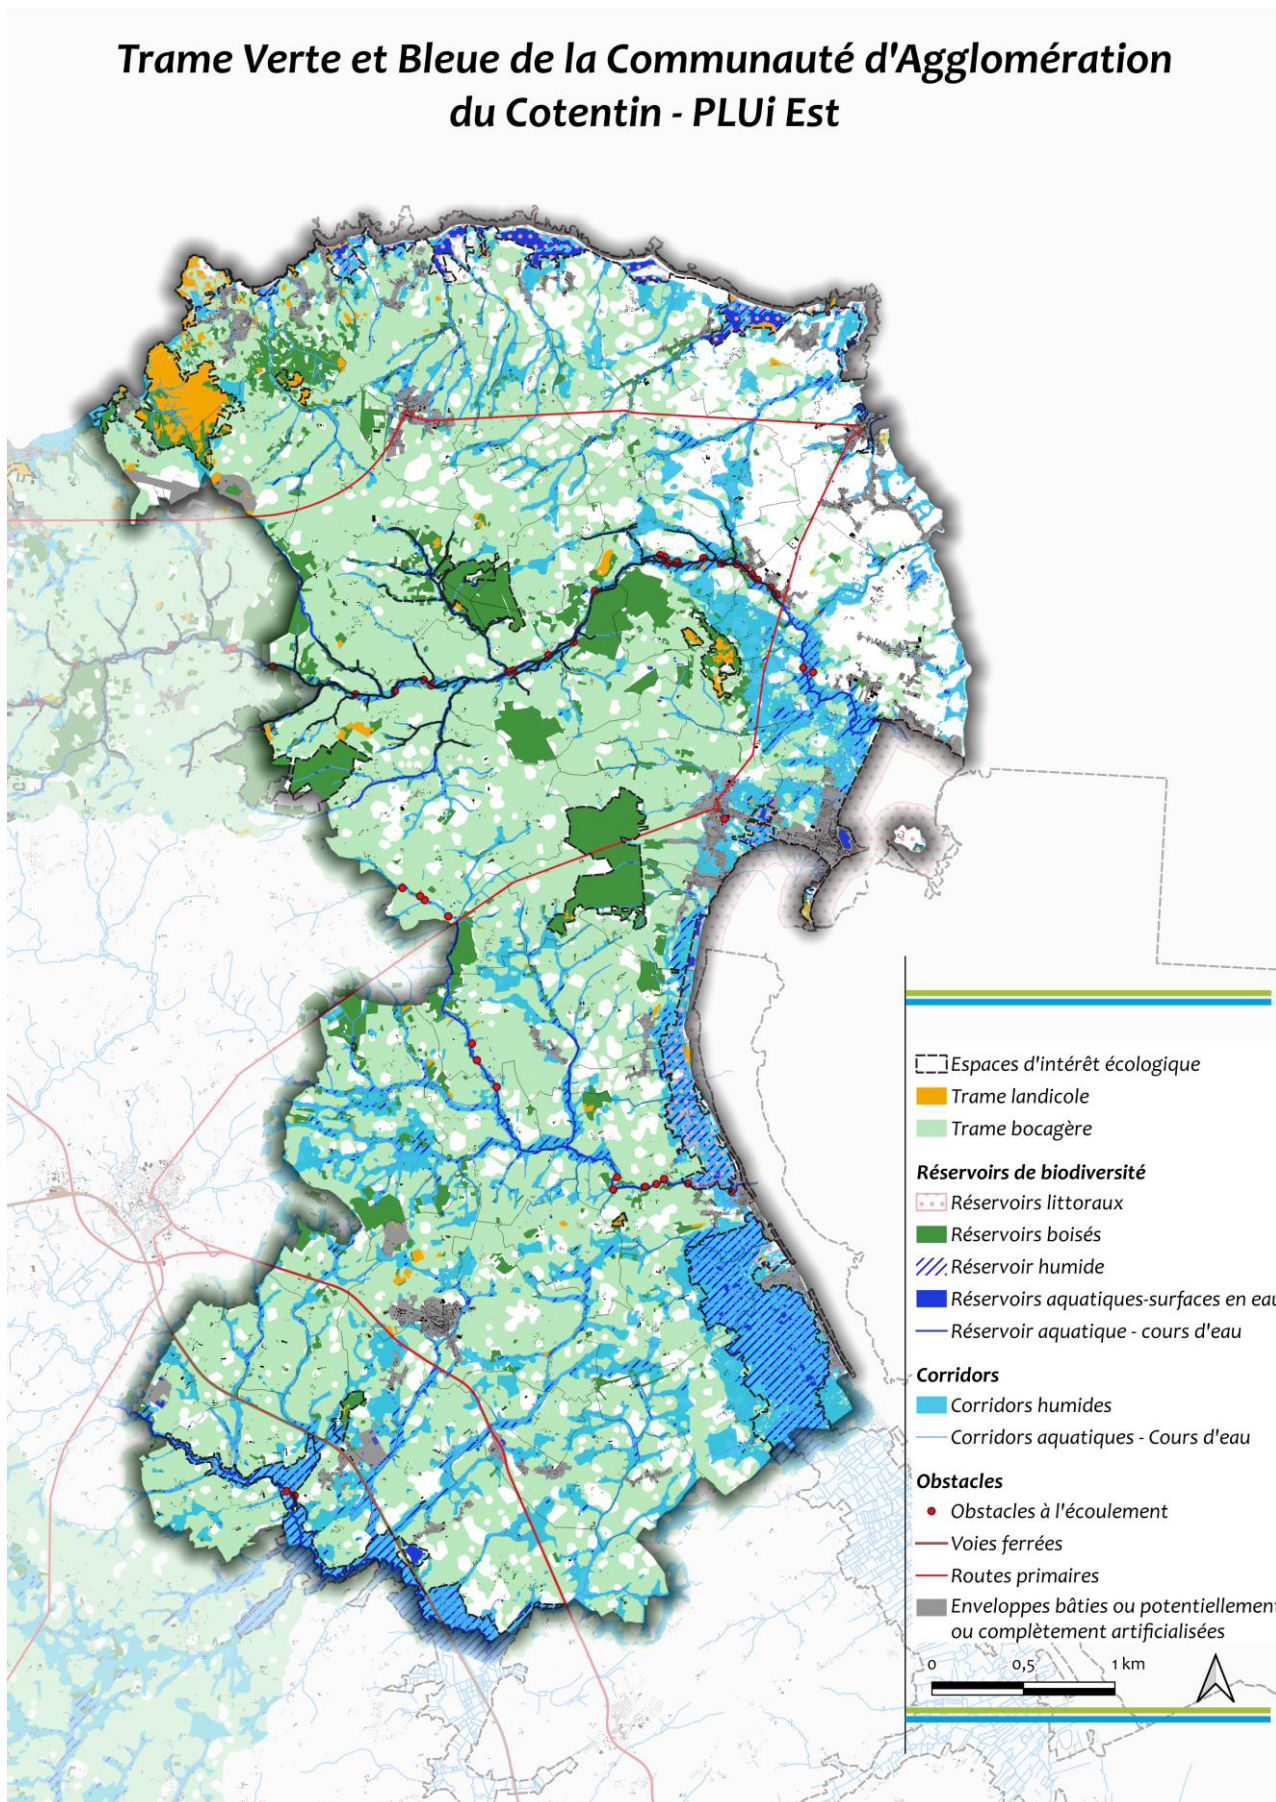 Trame Verte et Bleue de la Communauté d'Agglomération
du Cotentin - PLUi Est
Espaces d'intérêt écologique
Trame landicole
Trame bocagère
Réservoirs de biodiversité
Réservoirs littoraux
Réservoirs boisés
Réservoir humide
Réservoirs aquatiques-surfaces en eau
Réservoir aquatique - cours d'eau
Corridors
Corridors humides
Corridors aquatiques - Cours d'eau
Obstacles
Obstacles à l'écoulement
Voies ferrées
Routes primaires
Enveloppes bâties ou potentiellement
ou complètement artificialisées
0 0,5 1 km